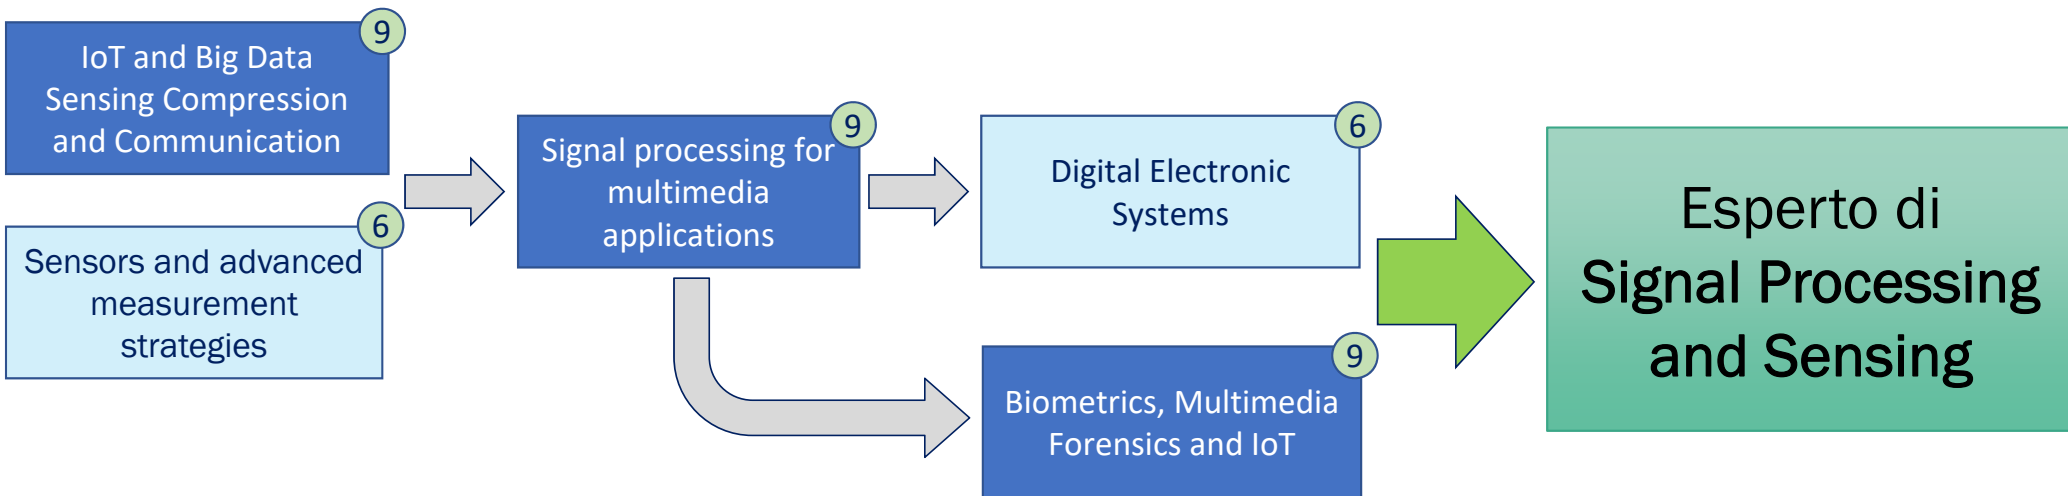 9
IoT and Big Data
Sensing Compression
and Communication
6
Sensors and advanced
measurement
strategies
9
Signal processing for
multimedia
applications
6
Digital Electronic
Systems
9
Biometrics, Multimedia
Forensics and IoT
Esperto di
Signal Processing
and Sensing